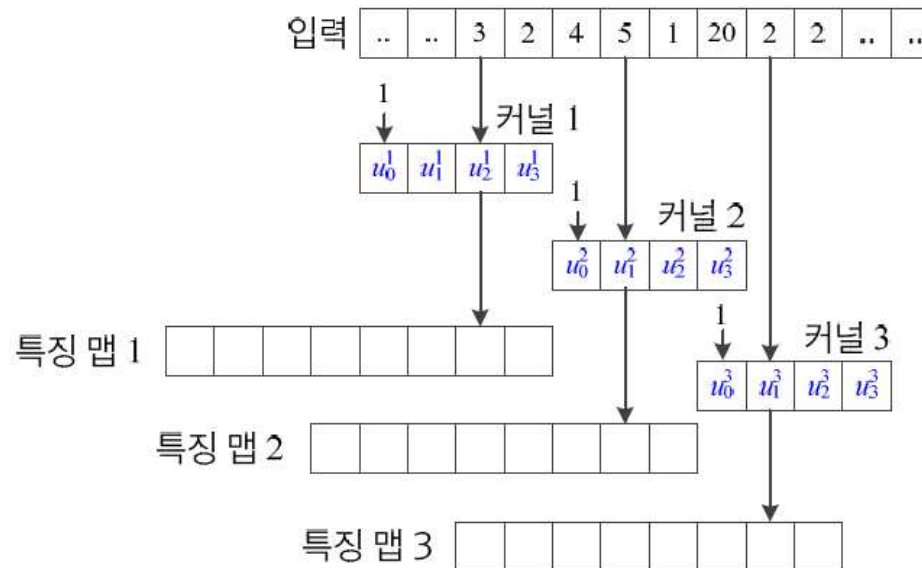 입력 .. .. 3 2 4 5 1 20 2 2 .. ..
1
커널 1
u₀¹ u₁¹ u₂¹ u₃¹
1
커널 2
u₀² u₁² u₂² u₃²
1
커널 3
u₀³ u₁³ u₂³ u₃³
특징 맵 1
특징 맵 2
특징 맵 3